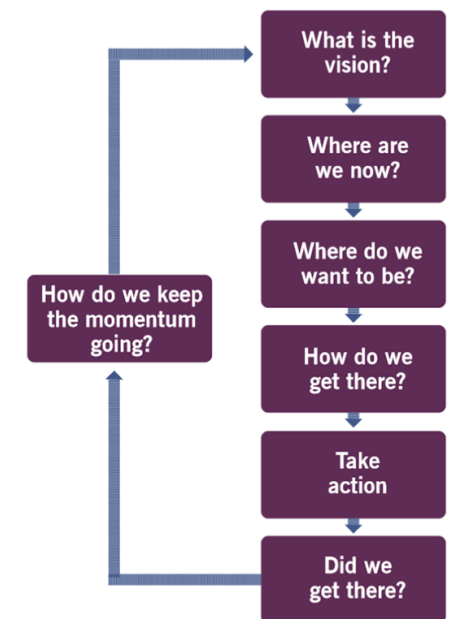 What is the
vision?
Where are
we now?
Where do we
want to be?
How do we
get there?
Take
action
Did we
get there?
How do we keep
the momentum
going?